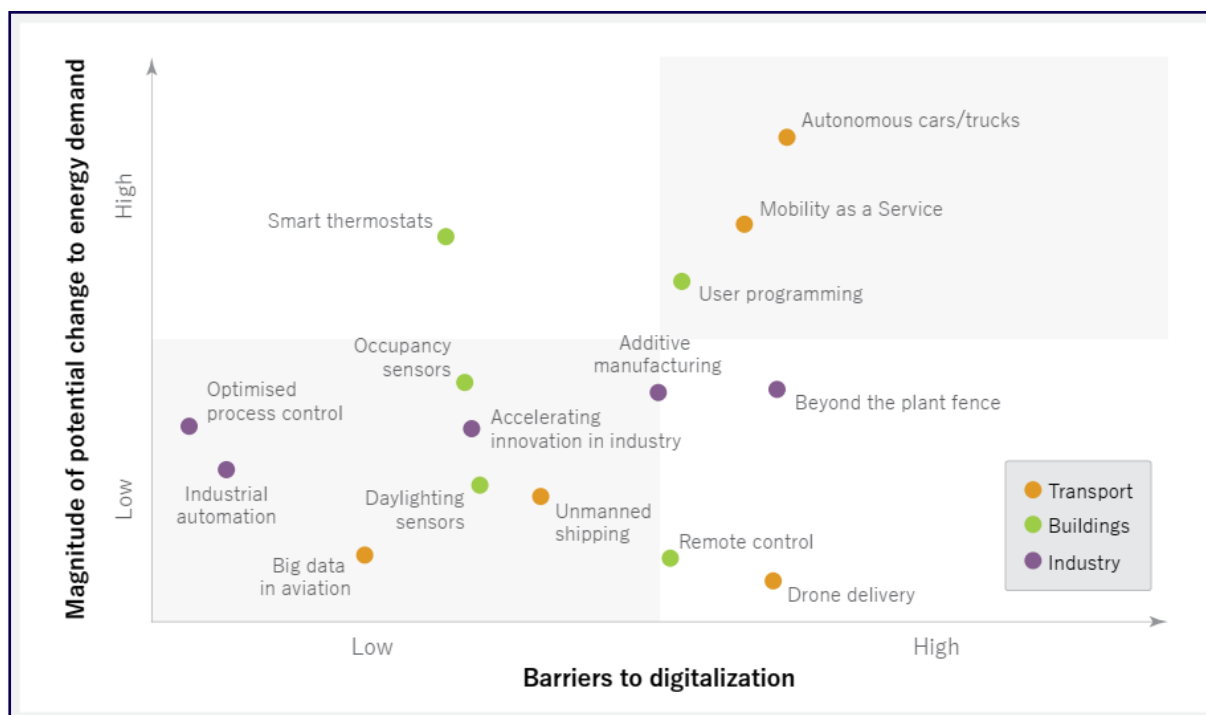 Magnitude of potential change to energy demand
High
Low
Autonomous cars/trucks
Mobility as a Service
Smart thermostats
User programming
Occupancy
sensors
Additive
manufacturing
Optimised
process control
Beyond the plant fence
Accelerating
innovation in industry
Industrial
automation
Daylighting
sensors
Unmanned
shipping
Big data
in aviation
Remote control
Drone delivery
Transport
Buildings
Industry
Low
High
Barriers to digitalization